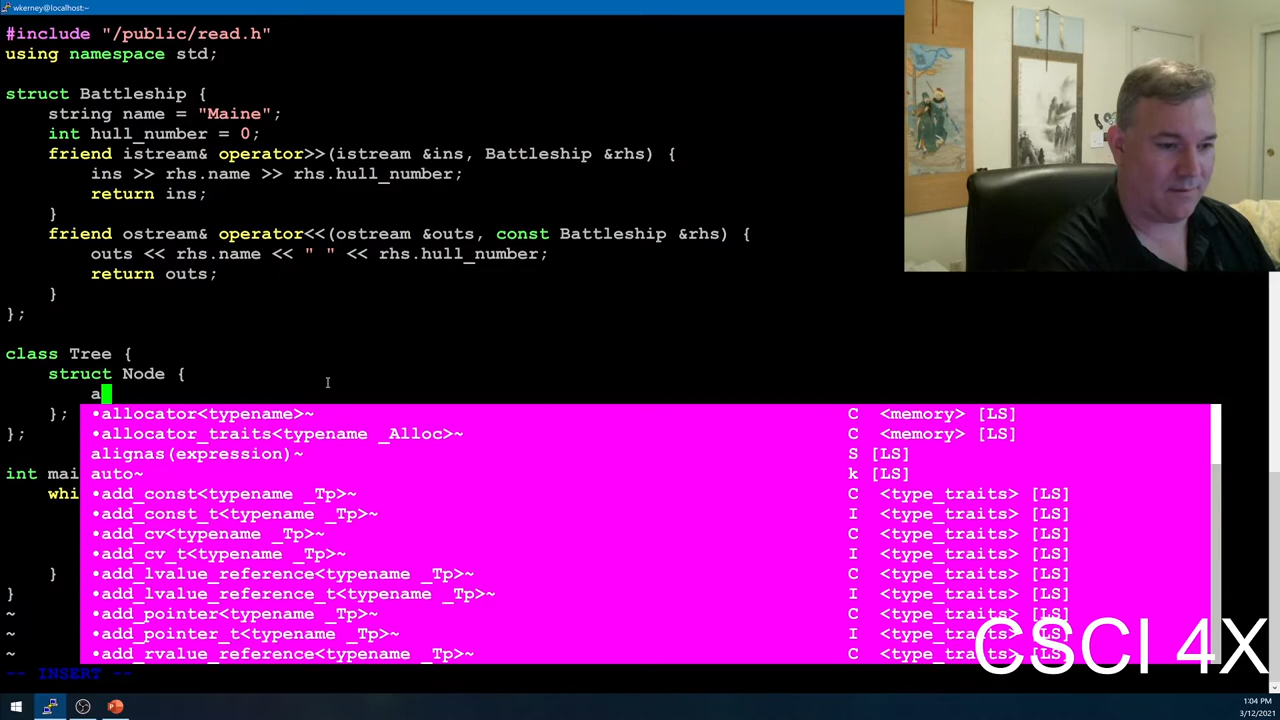 wkerney@localhost:~
#include "/public/read.h"
using namespace std;
struct Battleship {
string name = "Maine";
int hull_number = 0;
friend istream& operator>>(istream &ins, Battleship &rhs) {
ins >> rhs.name >> rhs.hull_number;
return ins;
}
friend ostream& operator<<(ostream &outs, const Battleship &rhs) {
outs << rhs.name << " " << rhs.hull_number;
return outs;
}
};
class Tree {
struct Node {
a
}; •allocator<typename>~ C <memory> [LS]
}; •allocator_traits<typename _Alloc>~ C <memory> [LS]
alignas(expression)~ S [LS]
int mai auto~ k [LS]
whi •add_const<typename _Tp>~ C <type_traits> [LS]
•add_const_t<typename _Tp>~ I <type_traits> [LS]
•add_cv<typename _Tp>~ C <type_traits> [LS]
•add_cv_t<typename _Tp>~ I <type_traits> [LS]
} •add_lvalue_reference<typename _Tp>~ C <type_traits> [LS]
} •add_lvalue_reference_t<typename _Tp>~ I <type_traits> [LS]
~ •add_pointer<typename _Tp>~ C <type_traits> [LS]
~ •add_pointer_t<typename _Tp>~ I <type_traits> [LS]
~ •add_rvalue_reference<typename _Tp>~ C <type_traits> [LS]
CSCI 4X
-- INSERT --
1:04 PM
3/12/2021